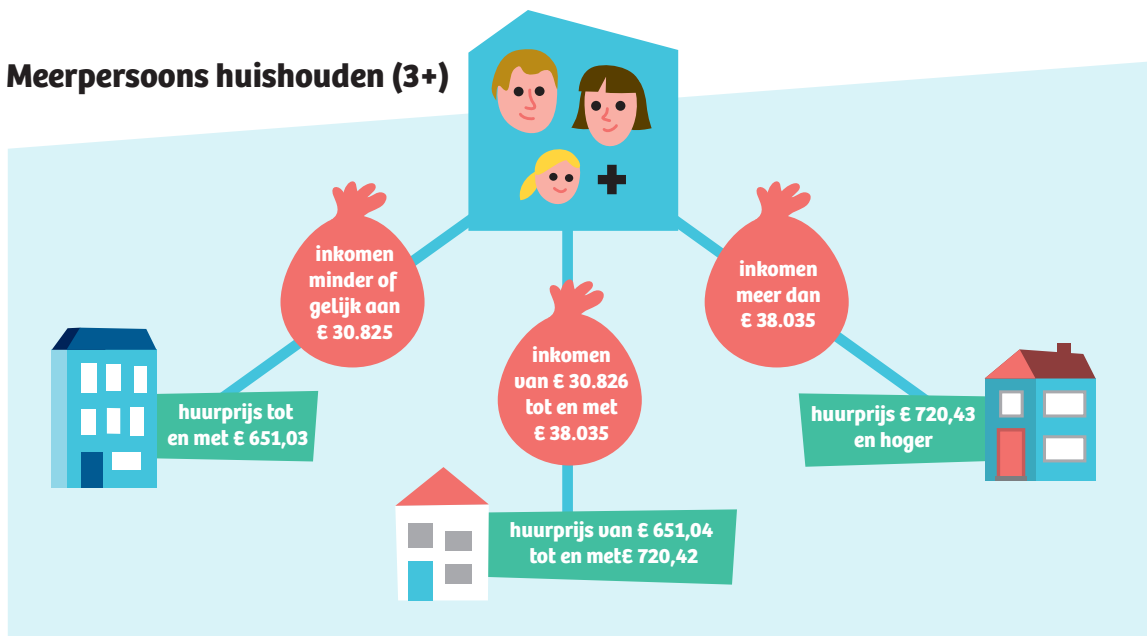 Meerpersoons huishouden (3+)
inkomen
minder of
gelijk aan
€ 30.825
huurprijs tot
en met € 651,03
inkomen
van € 30.826
tot en met
€ 38.035
huurprijs van € 651,04
tot en met€ 720,42
inkomen
meer dan
€ 38.035
huurprijs € 720,43
en hoger